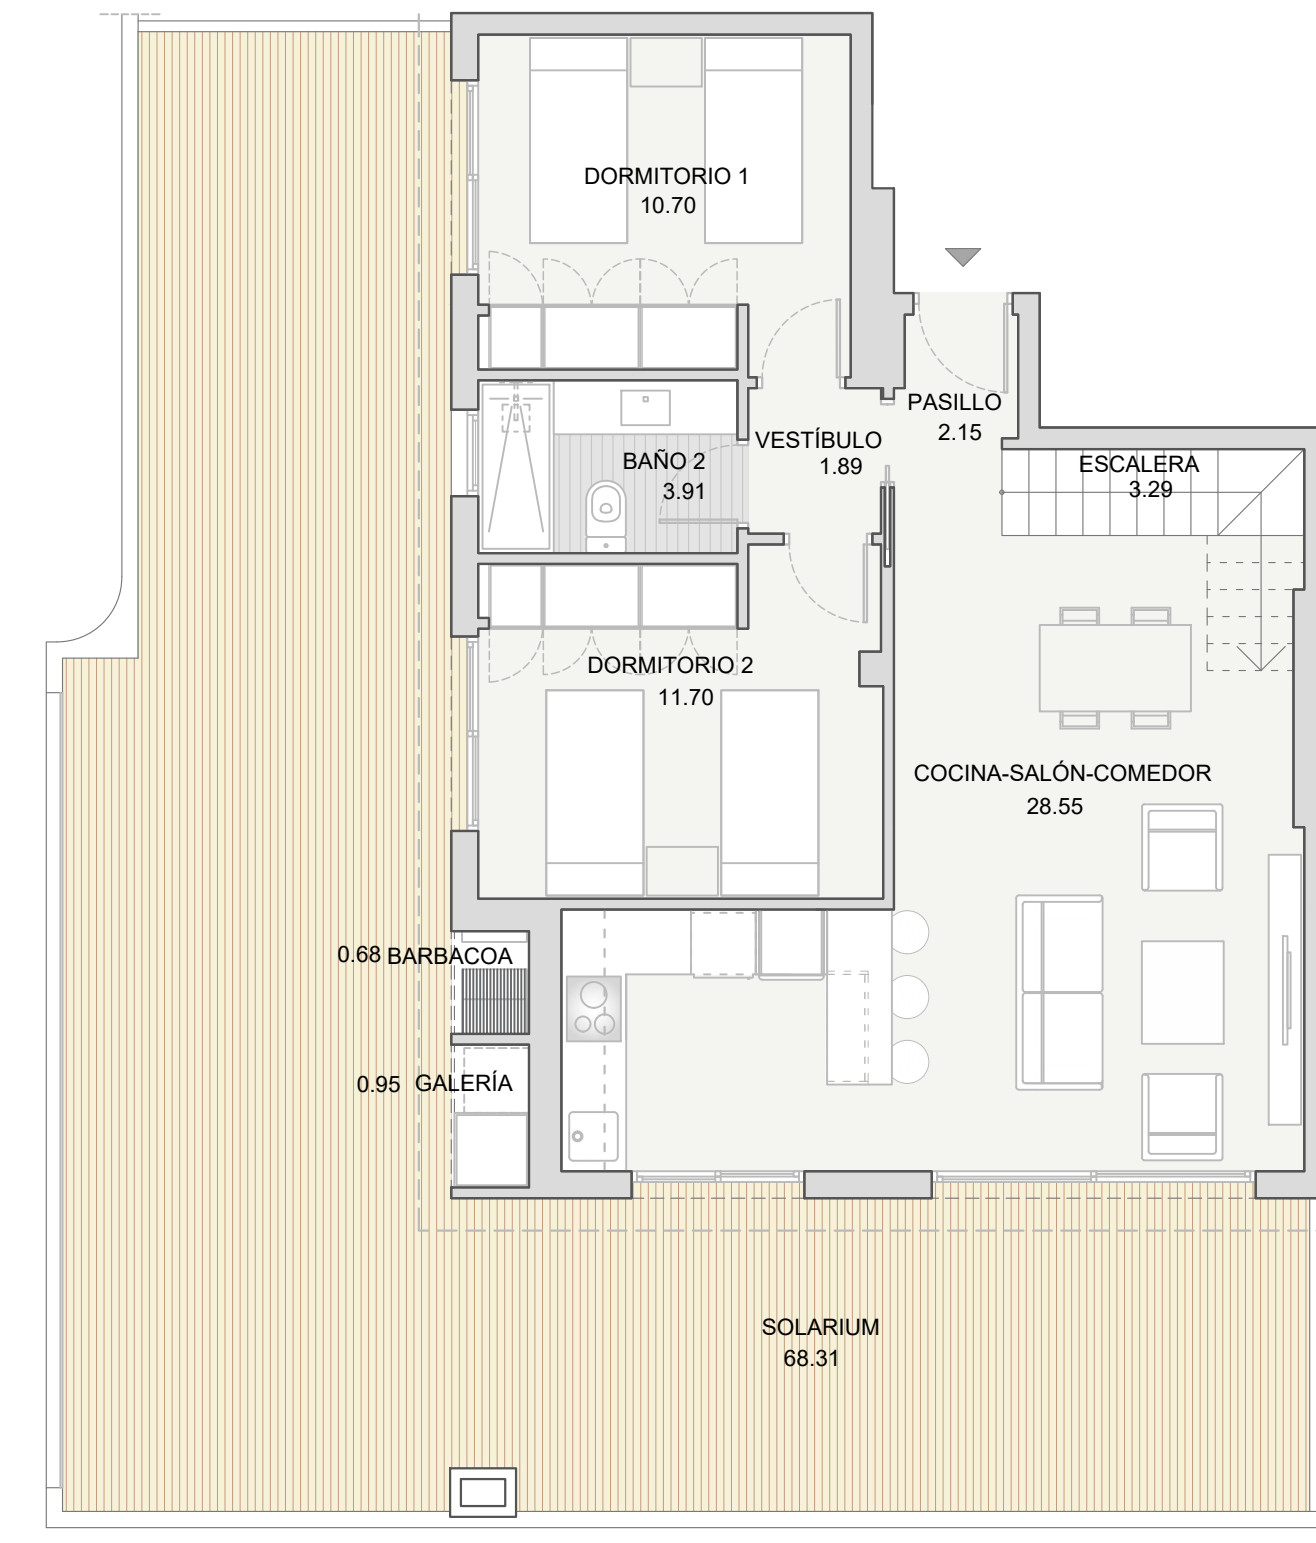 DORMITORIO 1
10.70
PASILLO
2.15
VESTÍBULO
1.89
BAÑO 2
3.91
ESCALERA
3.29
DORMITORIO 2
11.70
COCINA-SALÓN-COMEDOR
28.55
0.68 BARBACOA
0.95 GALERÍA
SOLARIUM
68.31